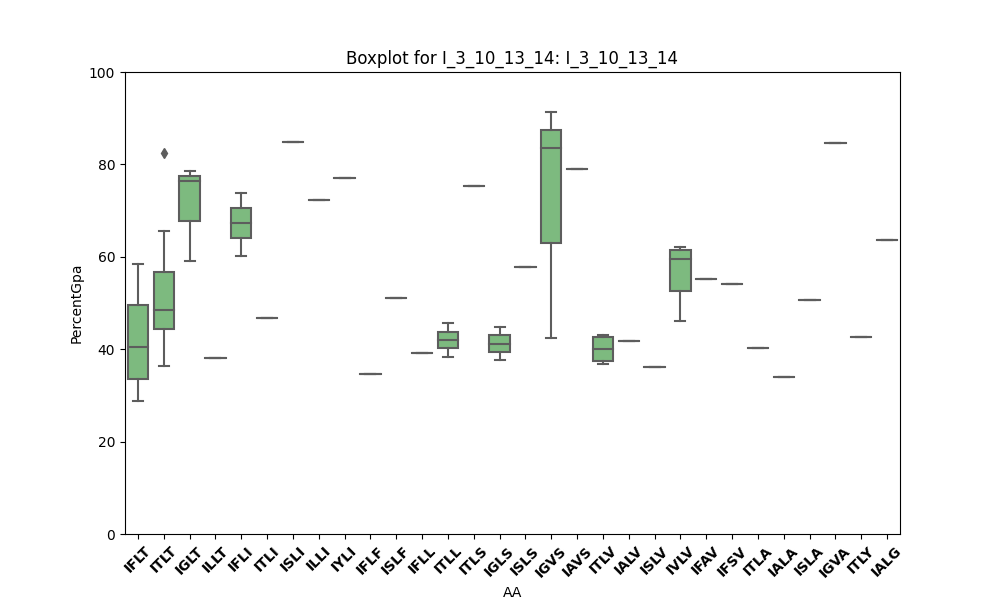 Boxplot for I_3_10_13_14: I_3_10_13_14
100
80
60
40
20
0
PercentGpa
IFLT
ITLT
IGLT
ILLT
IFLI
ITLI
ISLI
ILLI
IYLI
IFLF
ISLF
IFLL
ITLL
ITLS
IGLS
ISLS
IGVS
IAVS
ITLV
IALV
ISLV
IVLV
IFAV
IFSV
ITLA
IALA
ISLA
IGVA
ITLY
IALG
AA